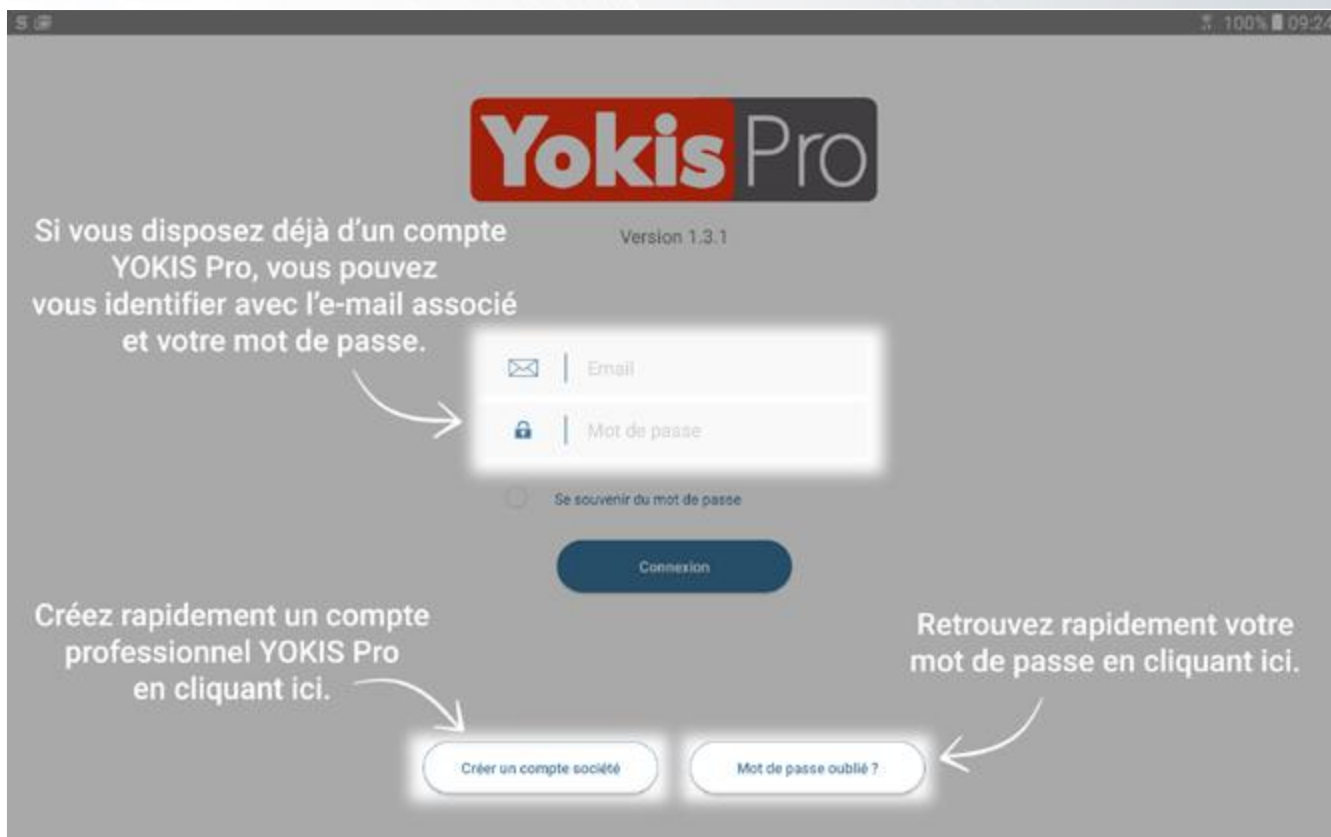 100% 09:24
Yokis Pro
Version 1.3.1
Si vous disposez déjà d’un compte
YOKIS Pro, vous pouvez
vous identifier avec l’e-mail associé
et votre mot de passe.
Email
Mot de passe
Se souvenir du mot de passe
Connexion
Créez rapidement un compte
professionnel YOKIS Pro
en cliquant ici.
Retrouvez rapidement votre
mot de passe en cliquant ici.
Créer un compte société
Mot de passe oublié ?